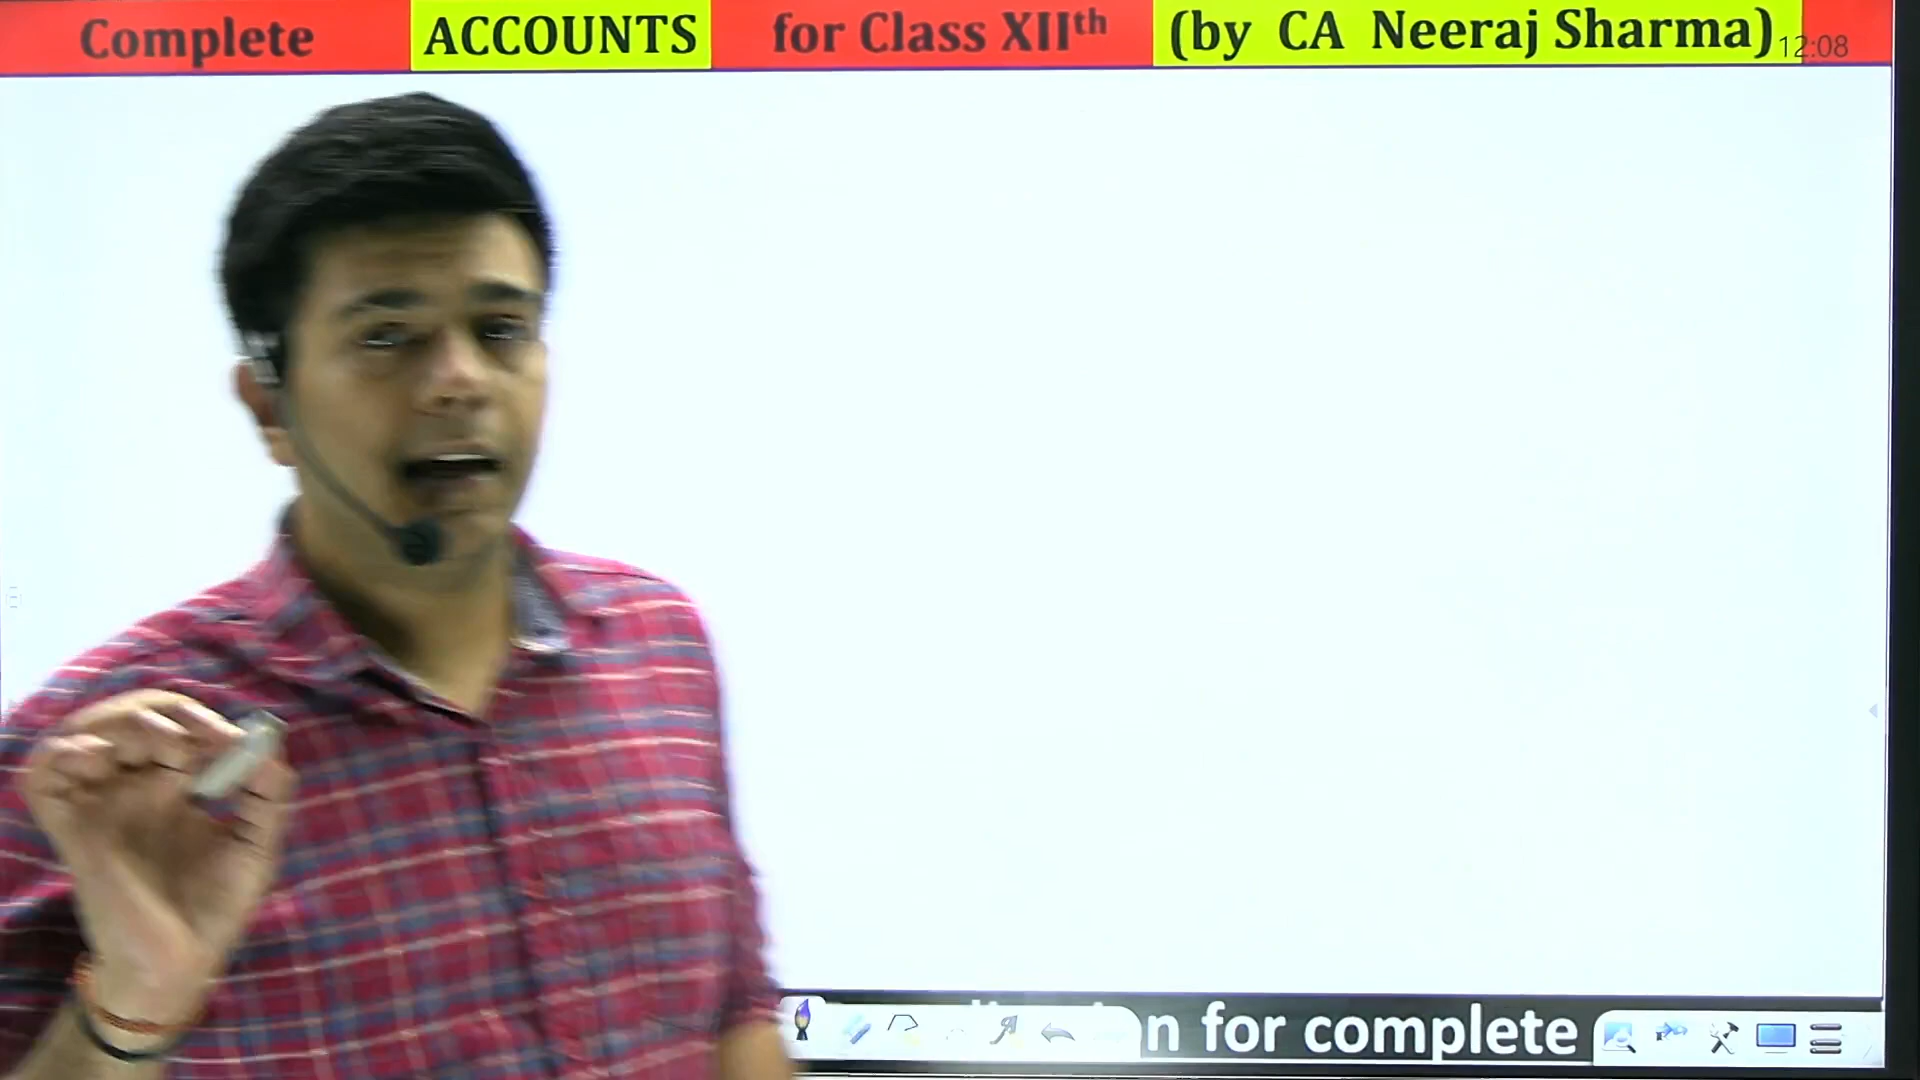 Complete ACCOUNTS for Class XIIth (by CA Neeraj Sharma) 12:08
for complete